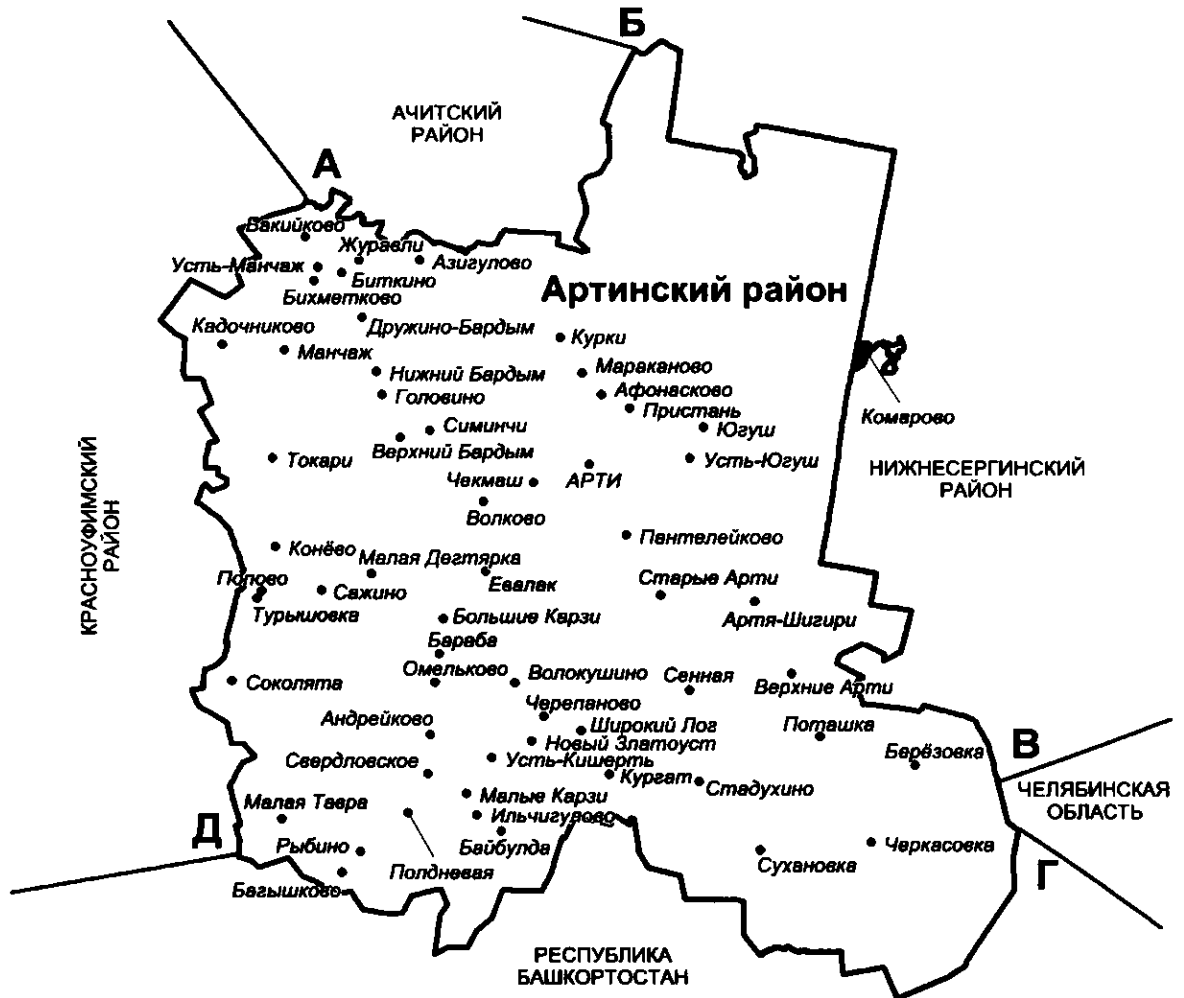 Б
АЧИТСКИЙ
РАЙОН
А
Вакийково
Журавли
Азигулово
Усть-Манчаж
Биткино
Бихметково
Артинский район
Дружино-Бардым
Кадочниково
Курки
Манчаж
Нижний Бардым
Мараканово
Головино
Афонасково
Пристань
Комарово
Симинчи
Югуш
Верхний Бардым
Токари
АРТИ
Усть-Югуш
НИЖНЕСЕРГИНСКИЙ
РАЙОН
Чекмаш
Волково
КРАСНОУФИМСКИЙ
РАЙОН
Пантелейково
Конёво
Малая Дегтярка
Евалак
Старые Арти
Попово
Сажино
Турышовка
Артя-Шигири
Большие Карзи
Бараба
Омельково
Волокушино
Сенная
Верхние Арти
Соколята
Черепаново
Андрейково
Широкий Лог
Поташка
Новый Златоуст
Берёзовка
В
Свердловское
Усть-Кишерть
Кургат
Стадухино
ЧЕЛЯБИНСКАЯ
ОБЛАСТЬ
Малая Тавра
Малые Карзи
Ильчигулово
Д
Рыбино
Байбулда
Сухановка
Черкасовка
Полдневая
Г
Багышково
РЕСПУБЛИКА
БАШКОРТОСТАН